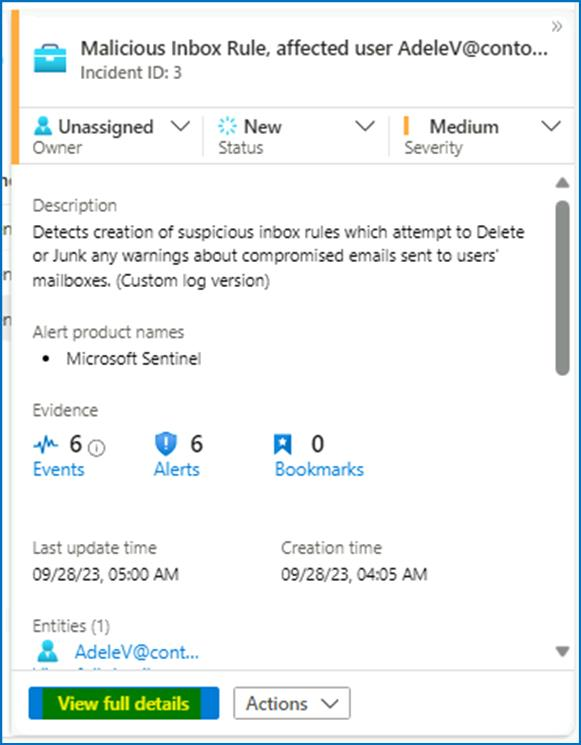 »
Malicious Inbox Rule, affected user AdeleV@conto...
Incident ID: 3
Unassigned
Owner
New
Status
Medium
Severity
Description
Detects creation of suspicious inbox rules which attempt to Delete
or Junk any warnings about compromised emails sent to users'
mailboxes. (Custom log version)
Alert product names
• Microsoft Sentinel
Evidence
6
Events
6
Alerts
0
Bookmarks
Last update time
09/28/23, 05:00 AM
Creation time
09/28/23, 04:05 AM
Entities (1)
AdeleV@cont...
View full details
Actions